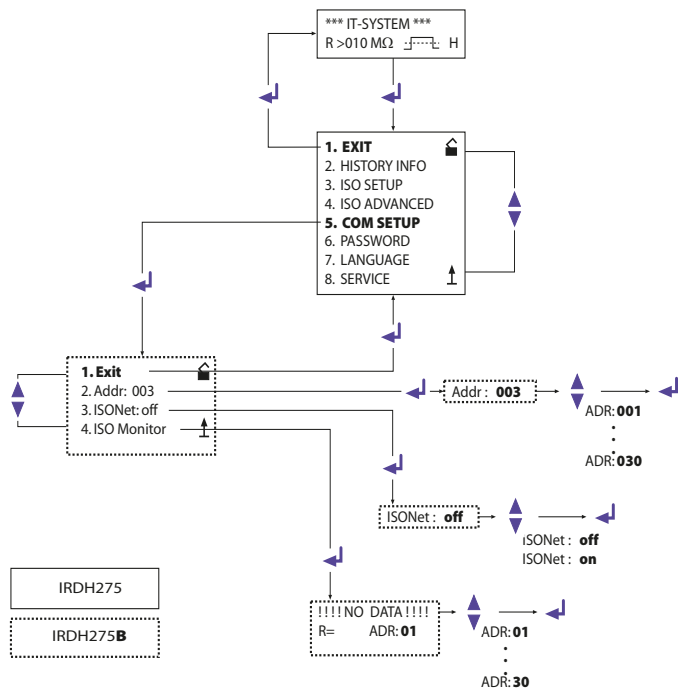 *** IT-SYSTEM ***
R >010 MΩ H
1. EXIT
2. HISTORY INFO
3. ISO SETUP
4. ISO ADVANCED
5. COM SETUP
6. PASSWORD
7. LANGUAGE
8. SERVICE
1. Exit
2. Addr: 003
3. ISONet: off
4. ISO Monitor
Addr : 003
ADR: 001
ADR: 030
ISONet : off
ISONet : off
ISONet : on
!!!! NO DATA !!!!
R= ADR: 01
ADR: 01
ADR: 30
IRDH275
IRDH275B